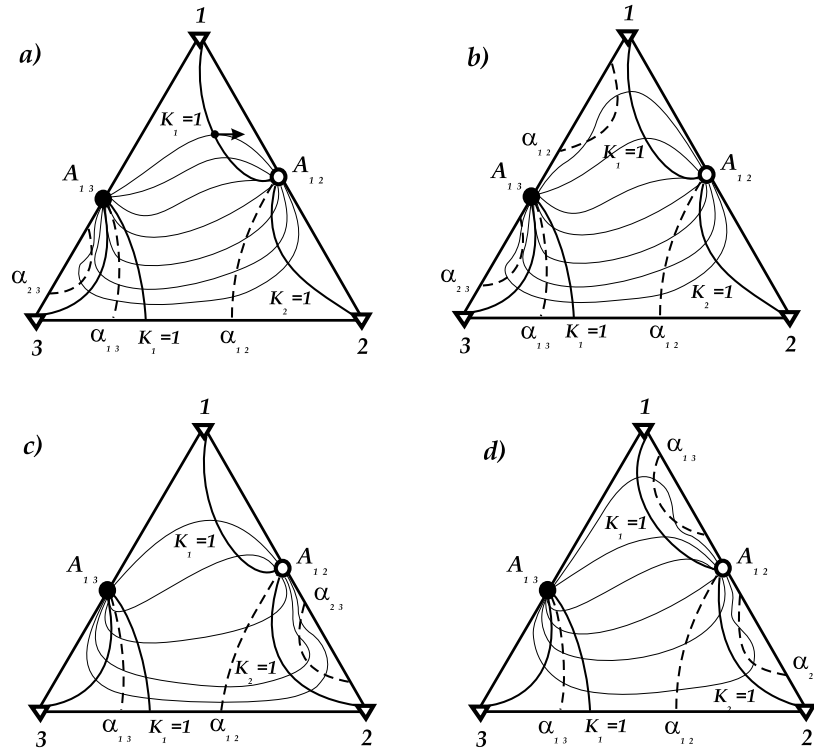 a)
1
K₁=1
A₁₃
A₁₂
α₂₃
K₂=1
3
α₁₃
K₁=1
α₁₂
2
b)
1
α₁₂
K₁=1
A₁₃
A₁₂
α₂₃
K₂=1
3
α₁₃
K₁=1
α₁₂
2
c)
1
K₁=1
A₁₃
A₁₂
α₂₃
K₂=1
3
α₁₃
K₁=1
α₁₂
2
d)
1
α₁₃
K₁=1
A₁₃
A₁₂
α₂
K₂=1
3
α₁₃
K₁=1
α₁₂
2